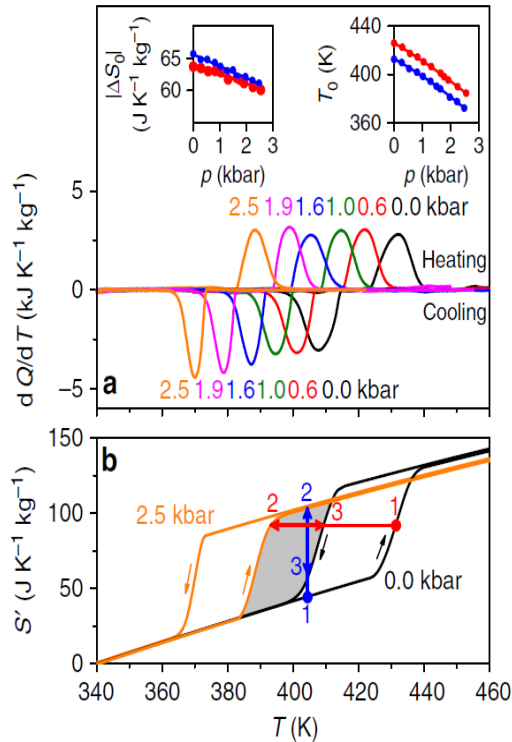 |ΔS₀|
(J K⁻¹ kg⁻¹)
65
60
0 1 2 3
p (kbar)
T₀ (K)
420
400
360
0 1 2 3
p (kbar)
dQ/dT (kJ K⁻¹ kg⁻¹)
5
0
−5
2.5 1.9 1.6 1.0 0.6 0.0 kbar
Heating
Cooling
2.5 1.9 1.6 1.0 0.6 0.0 kbar
a
b
S′ (J K⁻¹ kg⁻¹)
150
100
50
0
2.5 kbar
0.0 kbar
2
2
1
3
3
1
340 360 380 400 420 440 460
T (K)